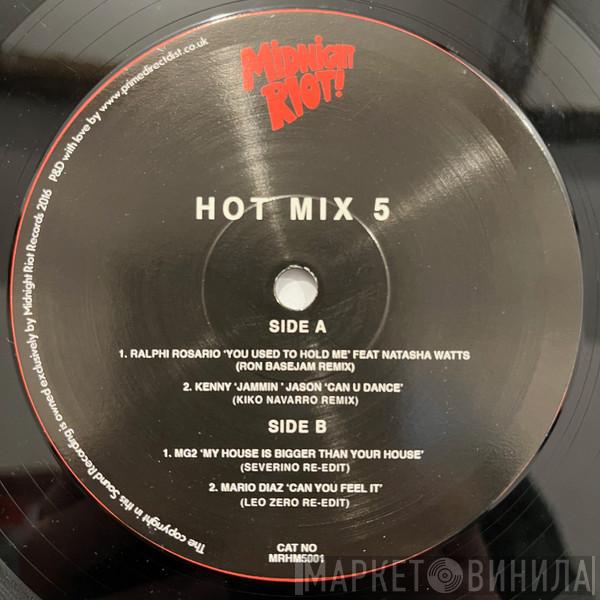 MIDNIGHT
RIOT!
HOT MIX 5
SIDE A
1. RALPHI ROSARIO ‘YOU USED TO HOLD ME’ FEAT NATASHA WATTS
(RON BASEJAM REMIX)
2. KENNY ‘JAMMIN ’ JASON ‘CAN U DANCE’
(KIKO NAVARRO REMIX)
SIDE B
1. MG2 ‘MY HOUSE IS BIGGER THAN YOUR HOUSE’
(SEVERINO RE-EDIT)
2. MARIO DIAZ ‘CAN YOU FEEL IT’
(LEO ZERO RE-EDIT)
CAT NO
MRHM5001
The copyright in this Sound Recording is owned exclusively by Midnight Riot Records 2016 P&D with love by www.primedirectdist.co.uk
МАРКЕТ ВИНИЛА